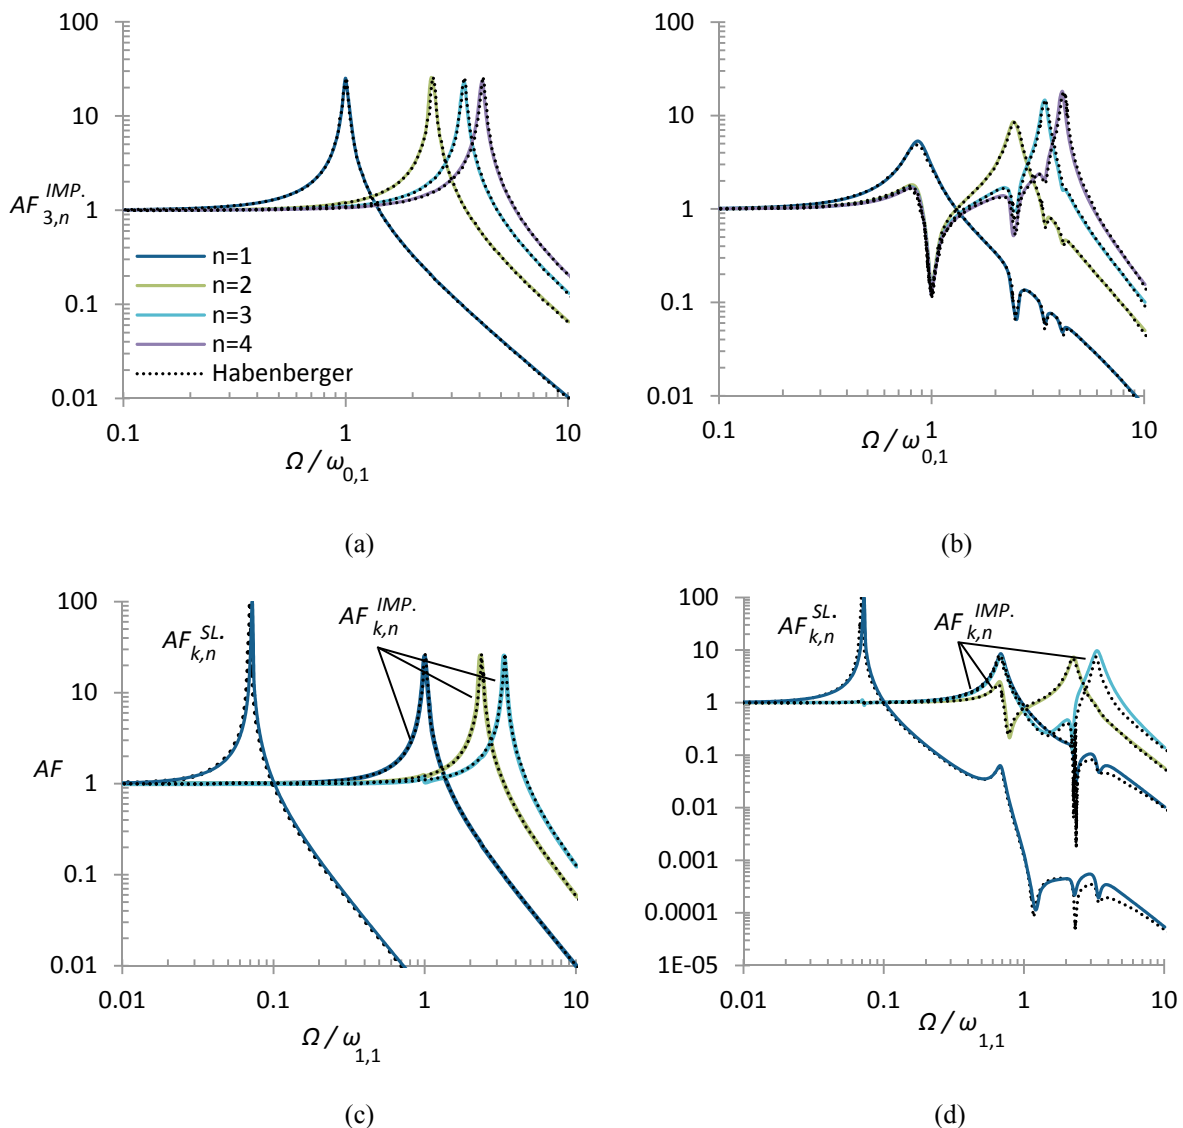 100
10
1
0.1
0.01
AF 3,n IMP.
n=1
n=2
n=3
n=4
Habenberger
0.1 1 10
Ω / ω0,1
(a)
100
10
1
0.1
0.01
0.1 1 10
Ω / ω0,1
(b)
100
10
1
0.1
0.01
AF
AF k,n SL.
AF k,n IMP.
0.01 0.1 1 10
Ω / ω1,1
(c)
100
10
1
0.1
0.01
0.001
0.0001
1E-05
AF k,n SL.
AF k,n IMP.
0.01 0.1 1 10
Ω / ω1,1
(d)